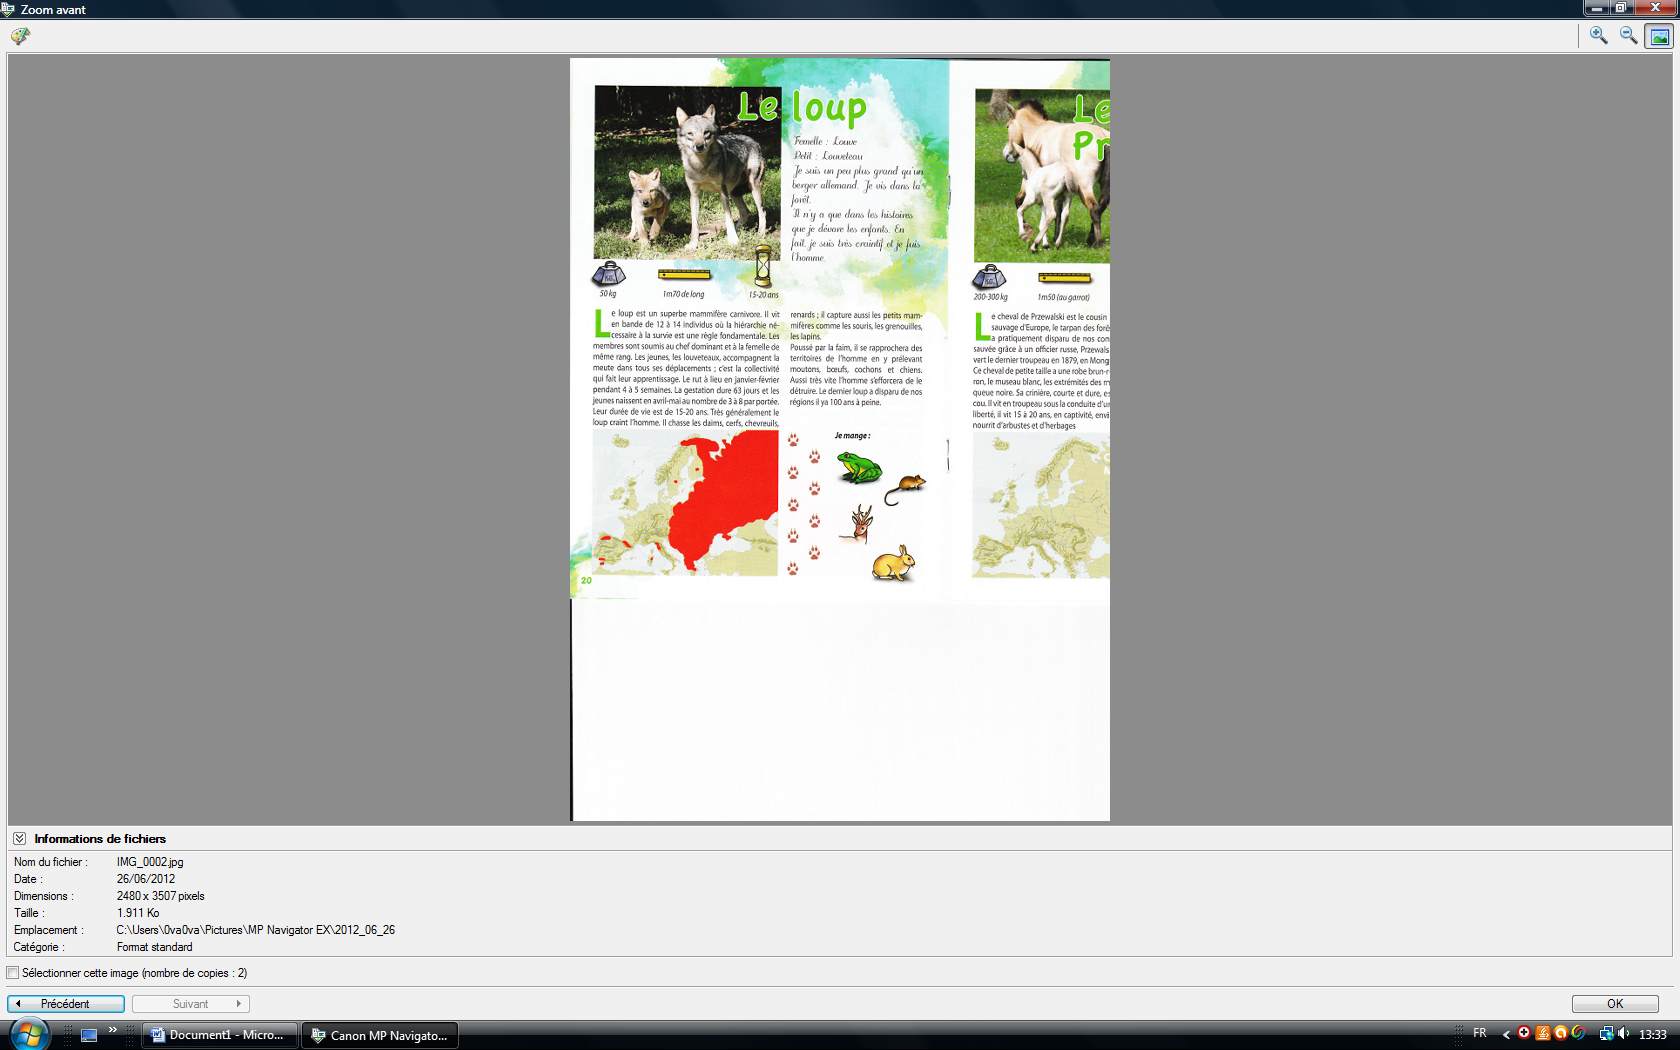 Zoom avant
Le loup
Femelle : Louve
Petit : Louveteau
Je suis un peu plus grand qu'un
berger allemand. Je vis dans la
forêt.
Il n'y a que dans les histoires
que je dévore les enfants. En
fait, je suis très craintif et je fuis
l'homme.
50 kg
1m70 de long
15-20 ans
Le loup est un superbe mammifère carnivore. Il vit
en bande de 12 à 14 individus où la hiérarchie né-
cessaire à la survie est une règle fondamentale. Les
membres sont soumis au chef dominant et à la femelle de
même rang. Les jeunes, les louveteaux, accompagnent la
meute dans tous ses déplacements ; c'est la collectivité
qui fait leur apprentissage. Le rut à lieu en janvier-février
pendant 4 à 5 semaines. La gestation dure 63 jours et les
jeunes naissent en avril-mai au nombre de 3 à 8 par portée.
Leur durée de vie est de 15-20 ans. Très généralement le
loup craint l'homme. Il chasse les daims, cerfs, chevreuils,
renards ; il capture aussi les petits mam-
mifères comme les souris, les grenouilles,
les lapins.
Poussé par la faim, il se rapprochera des
territoires de l'homme en y prélevant
moutons, bœufs, cochons et chiens.
Aussi très vite l'homme s'efforcera de le
détruire. Le dernier loup a disparu de nos
régions il ya 100 ans à peine.
Je mange :
20
Le
Pr
200-300 kg
1m50 (au garrot)
Le cheval de Przewalski est le cousin
sauvage d'Europe, le tarpan des forê
a pratiquement disparu de nos con
sauvée grâce à un officier russe, Przewals
vert le dernier troupeau en 1879, en Mong
Ce cheval de petite taille a une robe brun-r
ron, le museau blanc, les extrémités des m
queue noire. Sa crinière, courte et dure, e
cou. Il vit en troupeau sous la conduite d'u
liberté, il vit 15 à 20 ans, en captivité, envi
nourrit d'arbustes et d'herbages
Informations de fichiers
Nom du fichier : IMG_0002.jpg
Date : 26/06/2012
Dimensions : 2480 x 3507 pixels
Taille : 1.911 Ko
Emplacement : C:\Users\0va0va\Pictures\MP Navigator EX\2012_06_26
Catégorie : Format standard
Sélectionner cette image (nombre de copies : 2)
Précédent
Suivant
OK
Document1 - Micro...
Canon MP Navigato...
FR
13:33